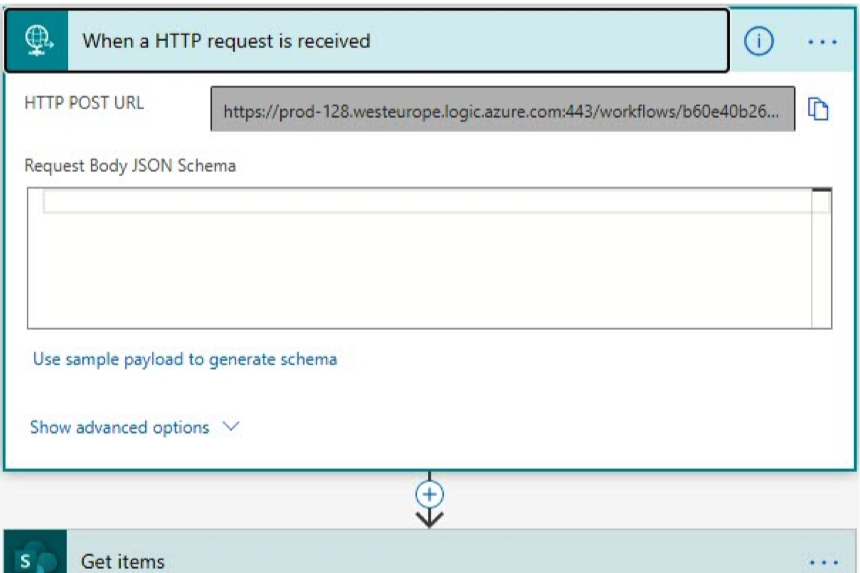 When a HTTP request is received
HTTP POST URL
https://prod-128.westeurope.logic.azure.com:443/workflows/b60e40b26...
Request Body JSON Schema
Use sample payload to generate schema
Show advanced options
S
Get items